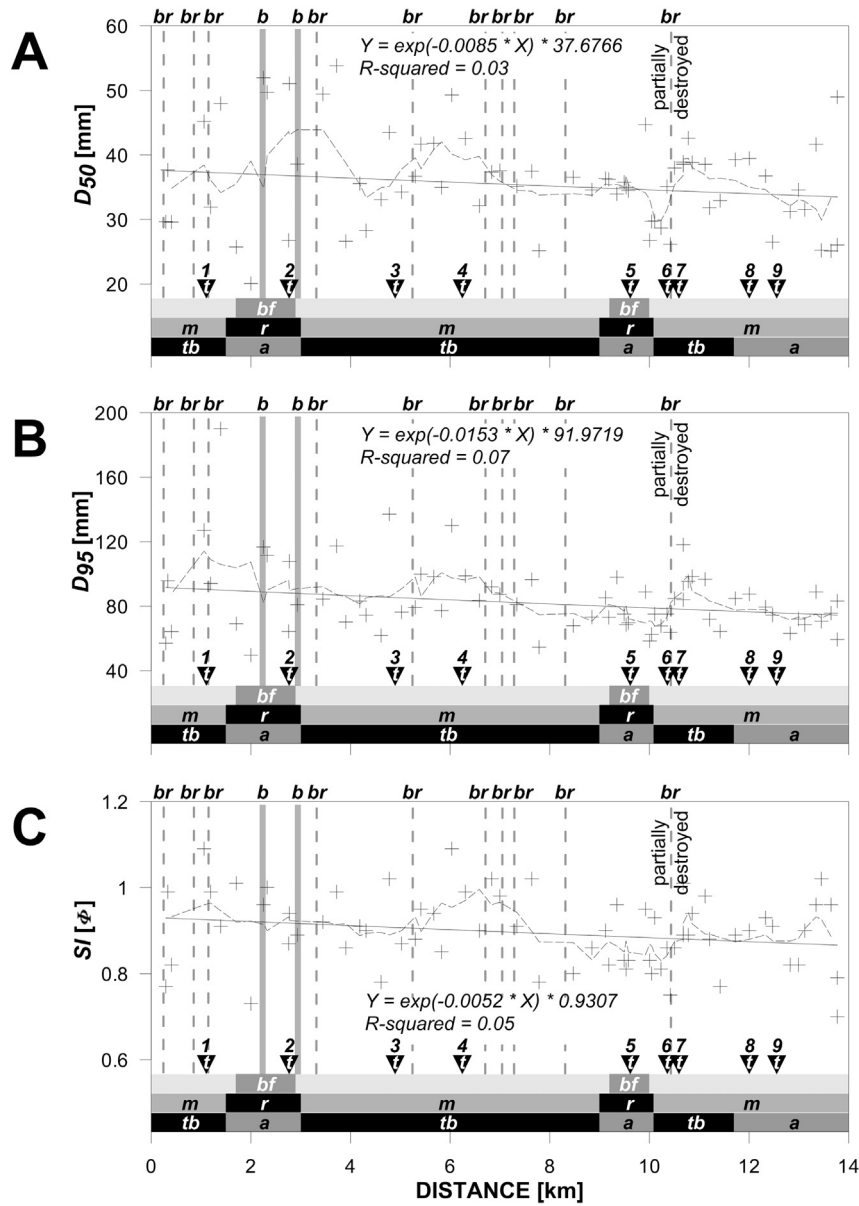 br br br b b br br br br br br br
A
60
50
40
30
20
D50 [mm]
Y = exp(-0.0085 * X) * 37.6766
R-squared = 0.03
partially
destroyed
1 2 3 4 5 6 7 8 9
t t t t t t t t t
bf bf
m r m r m
tb a tb a tb a
br br br b b br br br br br br br
B
200
160
120
80
40
D95 [mm]
Y = exp(-0.0153 * X) * 91.9719
R-squared = 0.07
partially
destroyed
1 2 3 4 5 6 7 8 9
t t t t t t t t t
bf bf
m r m r m
tb a tb a tb a
br br br b b br br br br br br br
C
1.2
1
0.8
0.6
SI [Φ]
partially
destroyed
Y = exp(-0.0052 * X) * 0.9307
R-squared = 0.05
1 2 3 4 5 6 7 8 9
t t t t t t t t t
bf bf
m r m r m
tb a tb a tb a
0 2 4 6 8 10 12 14
DISTANCE [km]